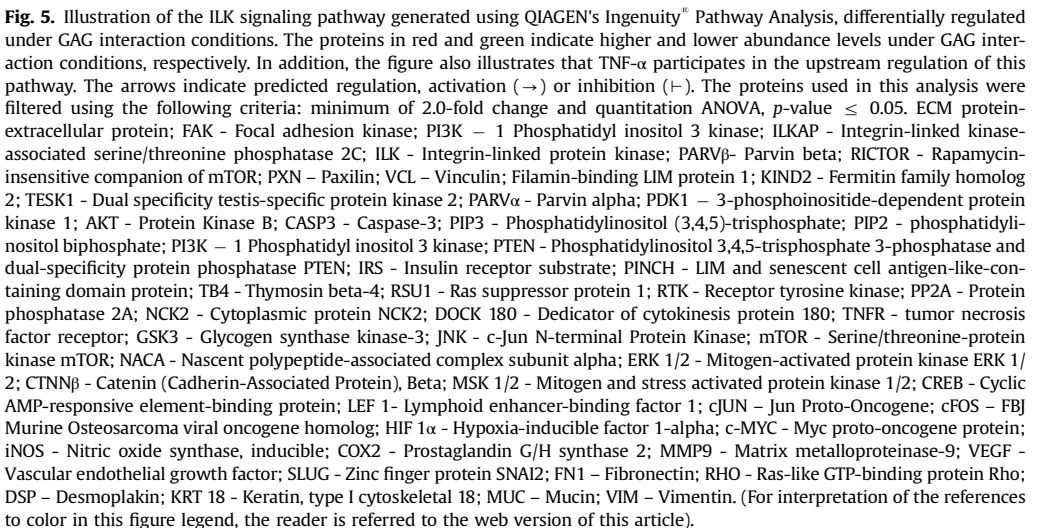 Fig. 5. Illustration of the ILK signaling pathway generated using QIAGEN's Ingenuity® Pathway Analysis, differentially regulated
under GAG interaction conditions. The proteins in red and green indicate higher and lower abundance levels under GAG inter-
action conditions, respectively. In addition, the figure also illustrates that TNF-α participates in the upstream regulation of this
pathway. The arrows indicate predicted regulation, activation (→) or inhibition (⊢). The proteins used in this analysis were
filtered using the following criteria: minimum of 2.0-fold change and quantitation ANOVA, p-value ≤ 0.05. ECM protein-
extracellular protein; FAK - Focal adhesion kinase; PI3K − 1 Phosphatidyl inositol 3 kinase; ILKAP - Integrin-linked kinase-
associated serine/threonine phosphatase 2C; ILK - Integrin-linked protein kinase; PARVβ- Parvin beta; RICTOR - Rapamycin-
insensitive companion of mTOR; PXN – Paxilin; VCL – Vinculin; Filamin-binding LIM protein 1; KIND2 - Fermitin family homolog
2; TESK1 - Dual specificity testis-specific protein kinase 2; PARVα - Parvin alpha; PDK1 − 3-phosphoinositide-dependent protein
kinase 1; AKT - Protein Kinase B; CASP3 - Caspase-3; PIP3 - Phosphatidylinositol (3,4,5)-trisphosphate; PIP2 - phosphatidyli-
nositol biphosphate; PI3K − 1 Phosphatidyl inositol 3 kinase; PTEN - Phosphatidylinositol 3,4,5-trisphosphate 3-phosphatase and
dual-specificity protein phosphatase PTEN; IRS - Insulin receptor substrate; PINCH - LIM and senescent cell antigen-like-con-
taining domain protein; TB4 - Thymosin beta-4; RSU1 - Ras suppressor protein 1; RTK - Receptor tyrosine kinase; PP2A - Protein
phosphatase 2A; NCK2 - Cytoplasmic protein NCK2; DOCK 180 - Dedicator of cytokinesis protein 180; TNFR - tumor necrosis
factor receptor; GSK3 - Glycogen synthase kinase-3; JNK - c-Jun N-terminal Protein Kinase; mTOR - Serine/threonine-protein
kinase mTOR; NACA - Nascent polypeptide-associated complex subunit alpha; ERK 1/2 - Mitogen-activated protein kinase ERK 1/
2; CTNNβ - Catenin (Cadherin-Associated Protein), Beta; MSK 1/2 - Mitogen and stress activated protein kinase 1/2; CREB - Cyclic
AMP-responsive element-binding protein; LEF 1- Lymphoid enhancer-binding factor 1; cJUN – Jun Proto-Oncogene; cFOS – FBJ
Murine Osteosarcoma viral oncogene homolog; HIF 1α - Hypoxia-inducible factor 1-alpha; c-MYC - Myc proto-oncogene protein;
iNOS - Nitric oxide synthase, inducible; COX2 - Prostaglandin G/H synthase 2; MMP9 - Matrix metalloproteinase-9; VEGF -
Vascular endothelial growth factor; SLUG - Zinc finger protein SNAI2; FN1 – Fibronectin; RHO - Ras-like GTP-binding protein Rho;
DSP – Desmoplakin; KRT 18 - Keratin, type I cytoskeletal 18; MUC – Mucin; VIM – Vimentin. (For interpretation of the references
to color in this figure legend, the reader is referred to the web version of this article).